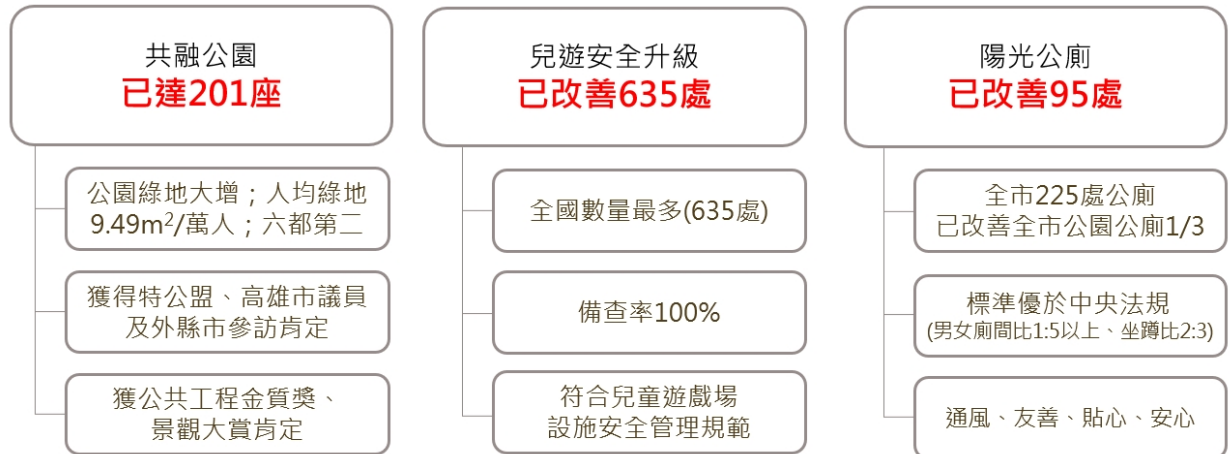 共融公園
已達201座
公園綠地大增；人均綠地
9.49m²/萬人；六都第二
獲得特公盟、高雄市議員
及外縣市參訪肯定
獲公共工程金質獎、
景觀大賞肯定
兒遊安全升級
已改善635處
全國數量最多(635處)
備查率100%
符合兒童遊戲場
設施安全管理規範
陽光公廁
已改善95處
全市225處公廁
已改善全市公園公廁1/3
標準優於中央法規
(男女廁間比1:5以上、坐蹲比2:3)
通風、友善、貼心、安心